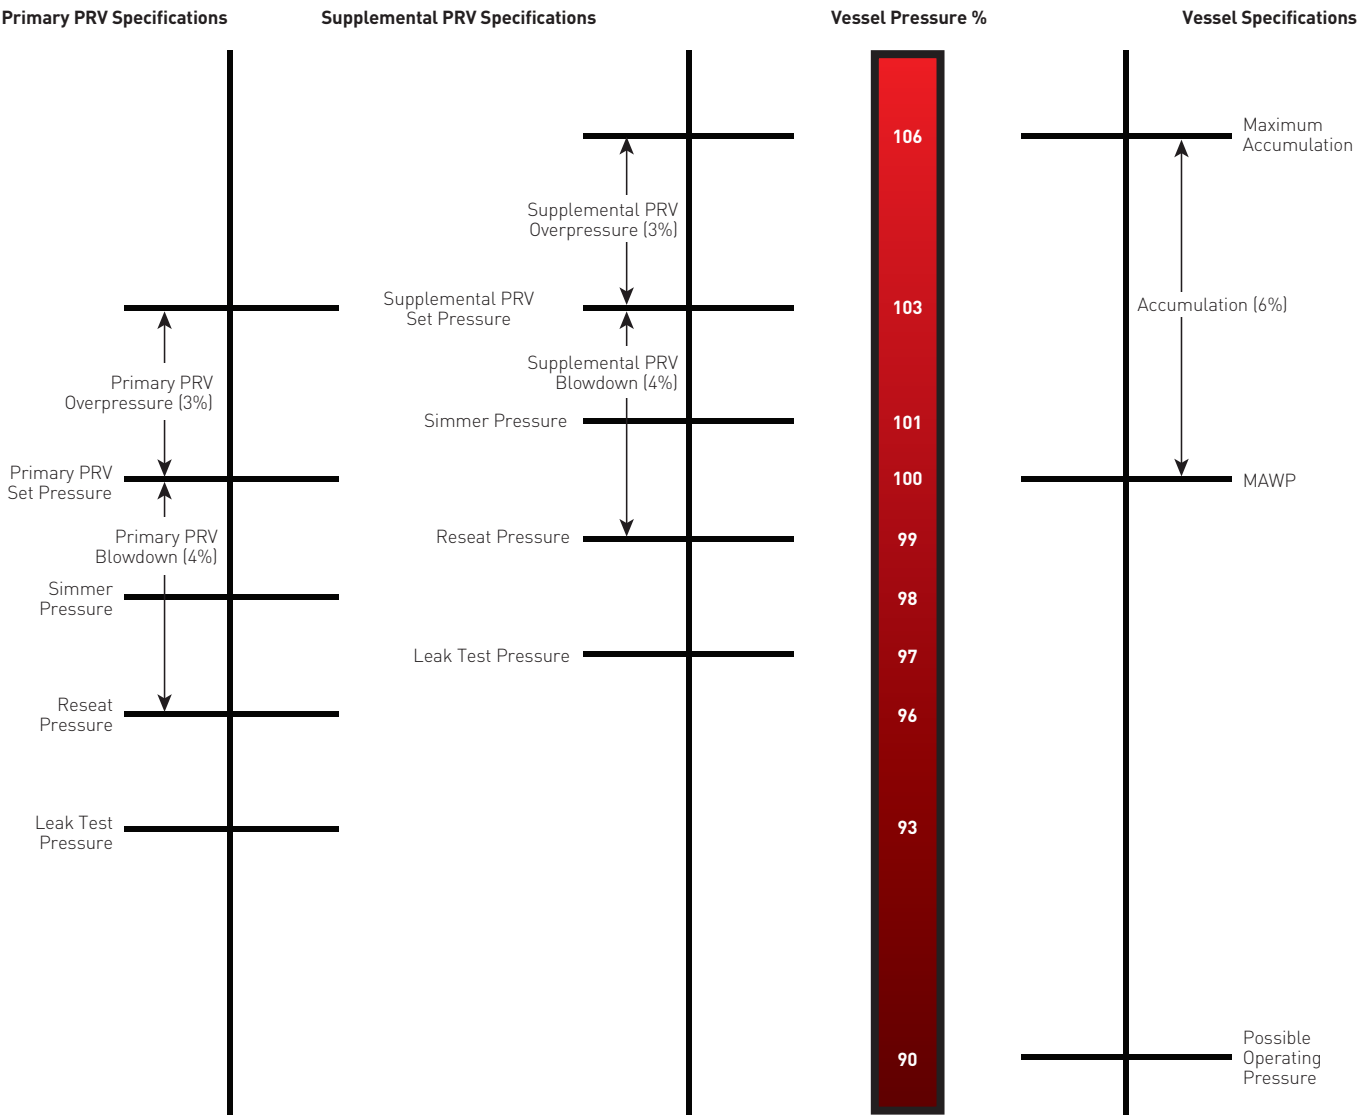 Primary PRV Specifications
Supplemental PRV Specifications
Vessel Pressure %
Vessel Specifications
Primary PRV
Overpressure (3%)
Primary PRV
Set Pressure
Primary PRV
Blowdown (4%)
Simmer
Pressure
Reseat
Pressure
Leak Test
Pressure
Supplemental PRV
Overpressure (3%)
Supplemental PRV
Set Pressure
Supplemental PRV
Blowdown (4%)
Simmer Pressure
Reseat Pressure
Leak Test Pressure
106
103
101
100
99
98
97
96
93
90
Maximum
Accumulation
Accumulation (6%)
MAWP
Possible
Operating
Pressure